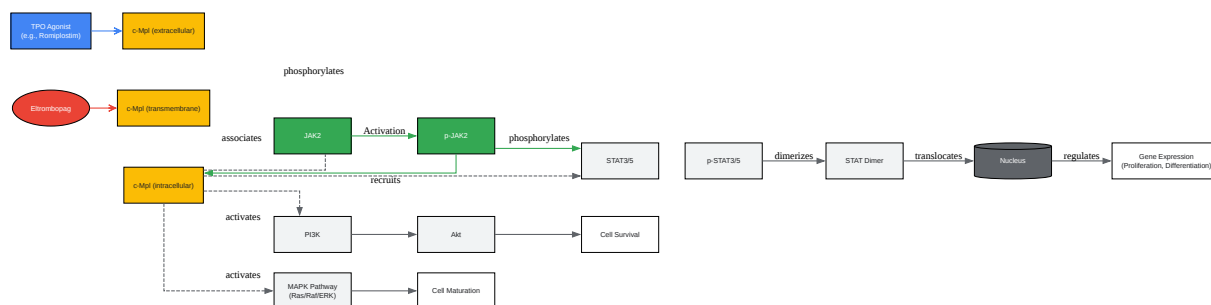 TPO Agonist
(e.g., Romiplostim)
c-Mpl (extracellular)
phosphorylates
Eltrombopag
c-Mpl (transmembrane)
associates
JAK2
Activation
p-JAK2
phosphorylates
STAT3/5
p-STAT3/5
dimerizes
STAT Dimer
translocates
Nucleus
regulates
Gene Expression
(Proliferation, Differentiation)
c-Mpl (intracellular)
recruits
activates
PI3K
Akt
Cell Survival
activates
MAPK Pathway
(Ras/Raf/ERK)
Cell Maturation